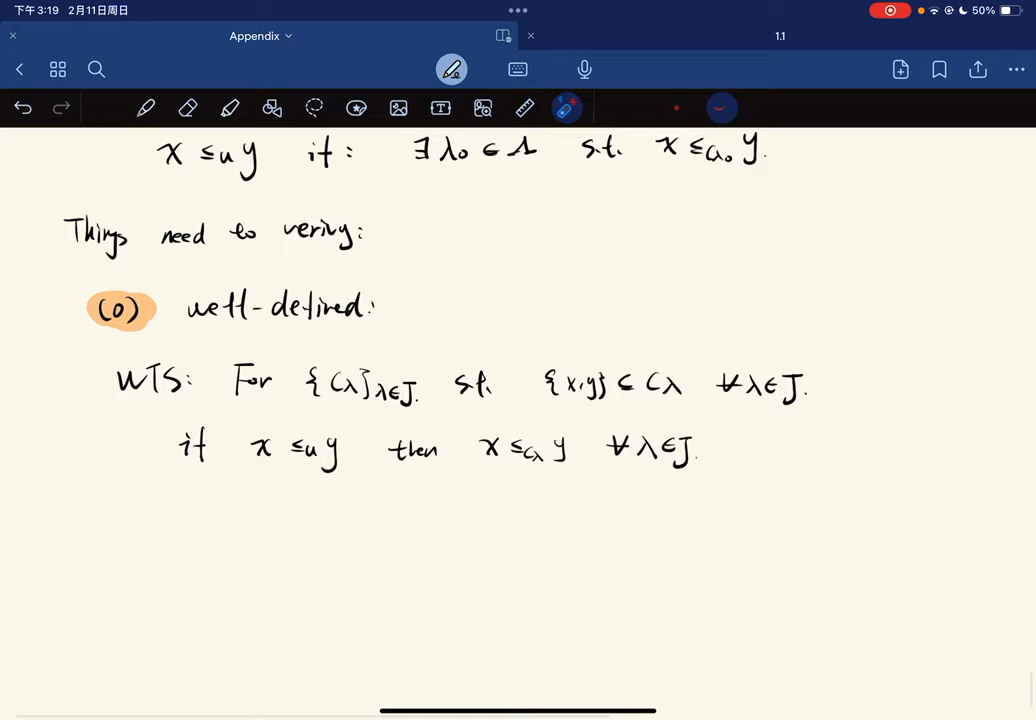 下午3:19 2月11日周日
50%
Appendix
1.1
x ≤u y if: ∃ λ₀ ∈ Λ s.t. x ≤Cλ₀ y.
Things need to verify:
(0) well-defined:
WTS: For {Cλ}λ∈J. s.t. {x,y} ⊂ Cλ ∀λ∈J.
if x ≤u y then x ≤Cλ y ∀λ∈J.